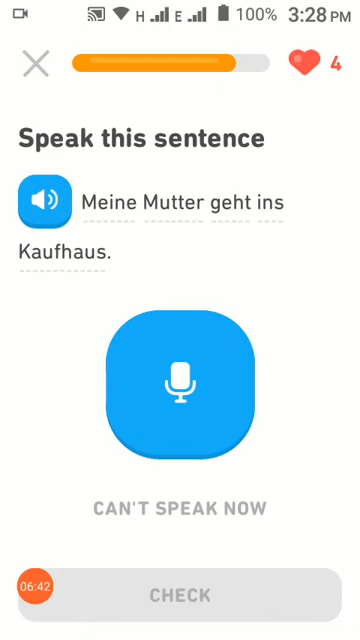 H E 100% 3:28 PM
4
Speak this sentence
Meine Mutter geht ins
Kaufhaus.
CAN'T SPEAK NOW
06:42
CHECK